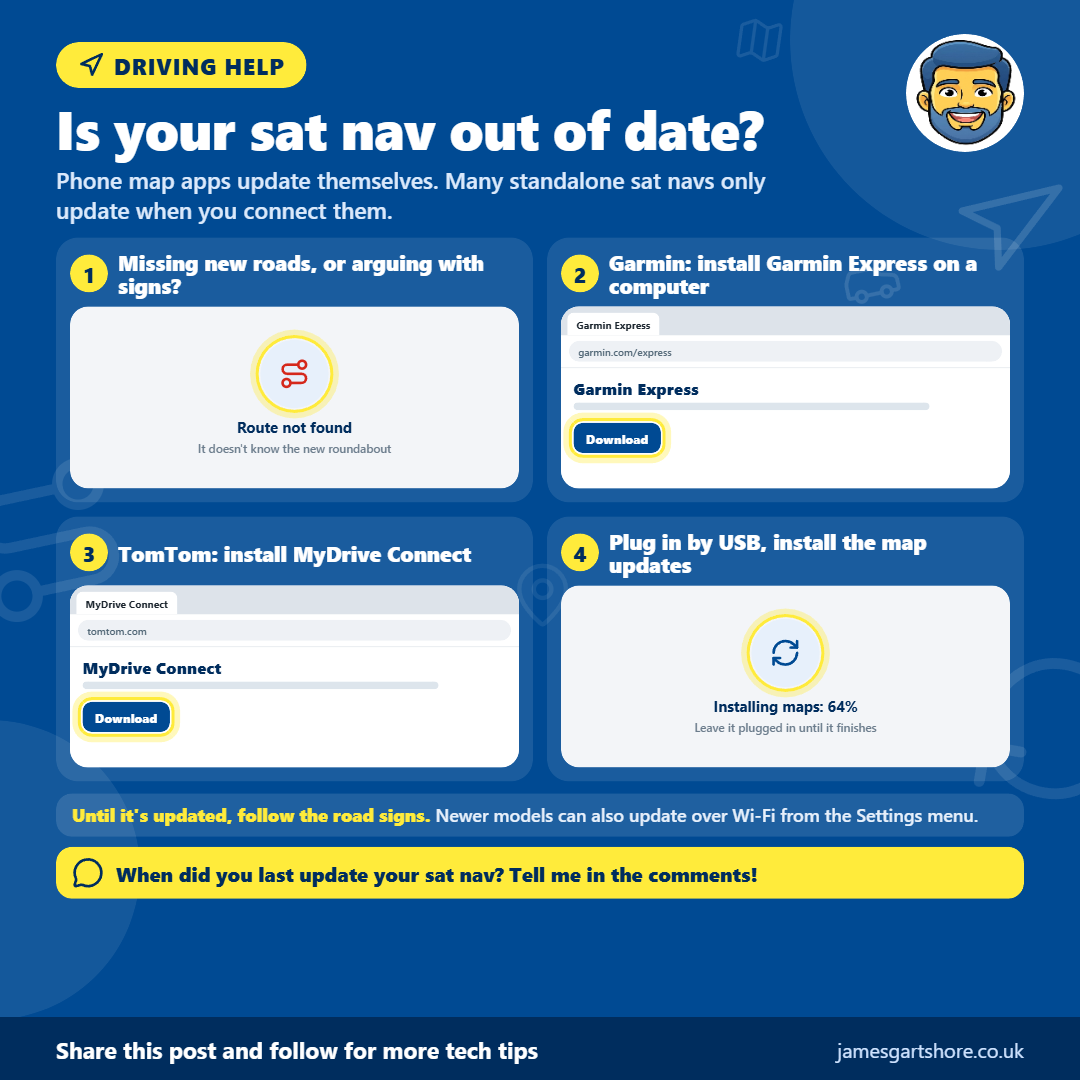 DRIVING HELP
Is your sat nav out of date?
Phone map apps update themselves. Many standalone sat navs only
update when you connect them.
1
Missing new roads, or arguing with
signs?
Route not found
It doesn't know the new roundabout
2
Garmin: install Garmin Express on a
computer
Garmin Express
garmin.com/express
Garmin Express
Download
3
TomTom: install MyDrive Connect
MyDrive Connect
tomtom.com
MyDrive Connect
Download
4
Plug in by USB, install the map
updates
Installing maps: 64%
Leave it plugged in until it finishes
Until it's updated, follow the road signs. Newer models can also update over Wi-Fi from the Settings menu.
When did you last update your sat nav? Tell me in the comments!
Share this post and follow for more tech tips
jamesgartshore.co.uk